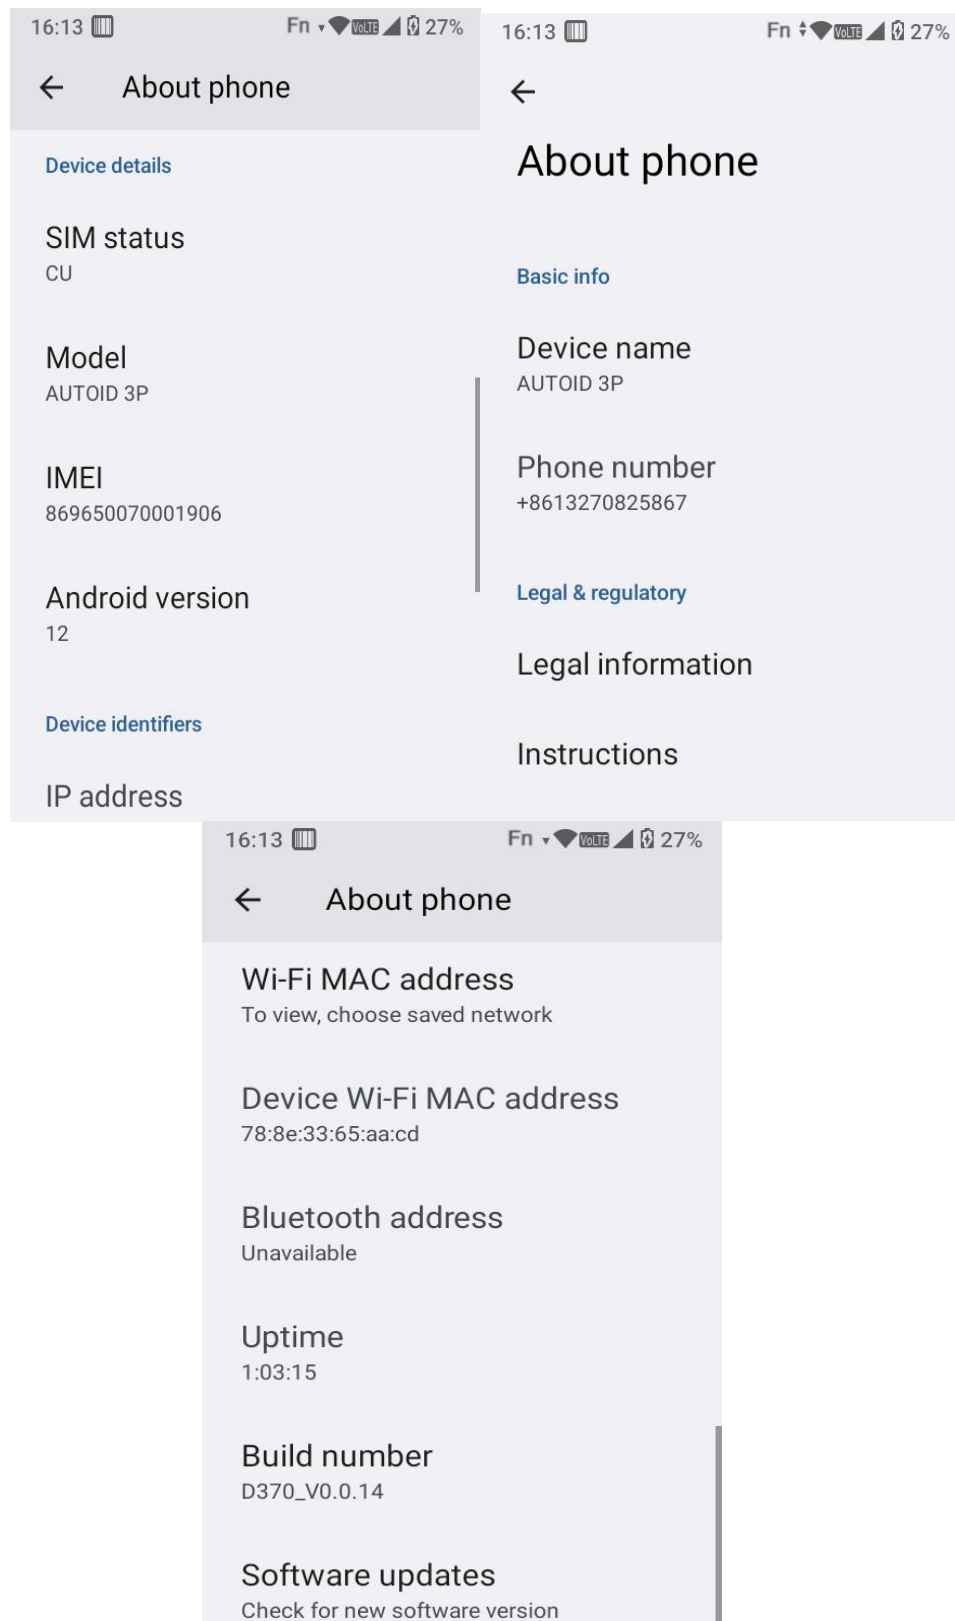 16:13 Fn VoLTE 27%
About phone
Device details
SIM status
CU
Model
AUTOID 3P
IMEI
869650070001906
Android version
12
Device identifiers
IP address
16:13 Fn VoLTE 27%
About phone
Basic info
Device name
AUTOID 3P
Phone number
+8613270825867
Legal & regulatory
Legal information
Instructions
16:13 Fn VoLTE 27%
About phone
Wi-Fi MAC address
To view, choose saved network
Device Wi-Fi MAC address
78:8e:33:65:aa:cd
Bluetooth address
Unavailable
Uptime
1:03:15
Build number
D370_V0.0.14
Software updates
Check for new software version